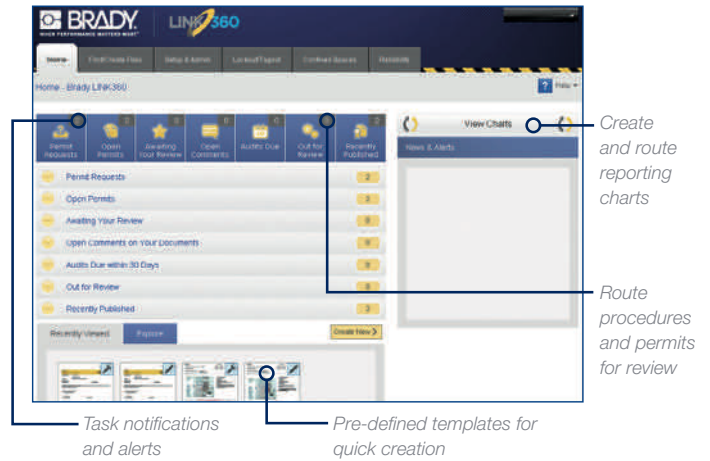 BRADY. LINK360
WHEN PERFORMANCE MATTERS MOST™
Home Find/Create Files Setup & Admin Lockout/Tagout Confined Spaces
Home - Brady LINK360 ? Help
Permit Requests
Open Permits
Awaiting Your Review
Open Comments
Audits Due
Out for Review
Recently Published
View Charts
News & Alerts
Permit Requests 2
Open Permits
Awaiting Your Review
Open Comments on Your Documents
Audits Due within 30 Days
Out for Review
Recently Published
Recently Viewed Explore Create New
Create
and route
reporting
charts
Route
procedures
and permits
for review
Task notifications
and alerts
Pre-defined templates for
quick creation